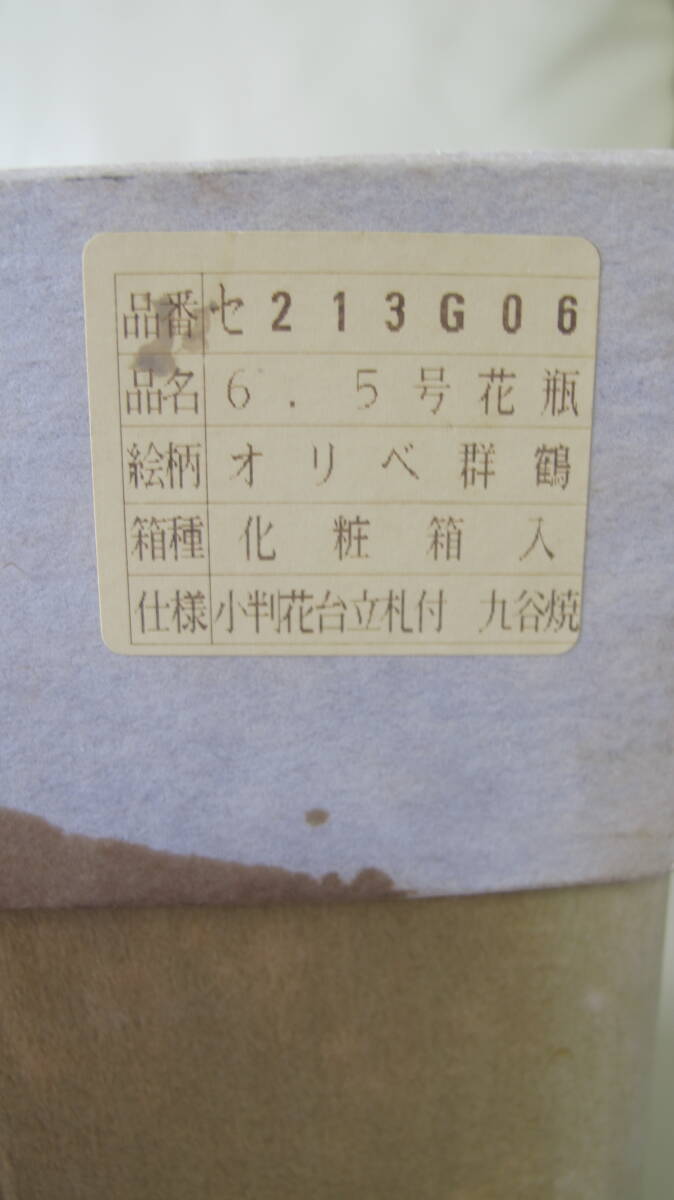 品番 セ213G06
品名 6.5号花瓶
絵柄 オリベ群鶴
箱種 化粧箱入
仕様 小判花台立札付 九谷焼